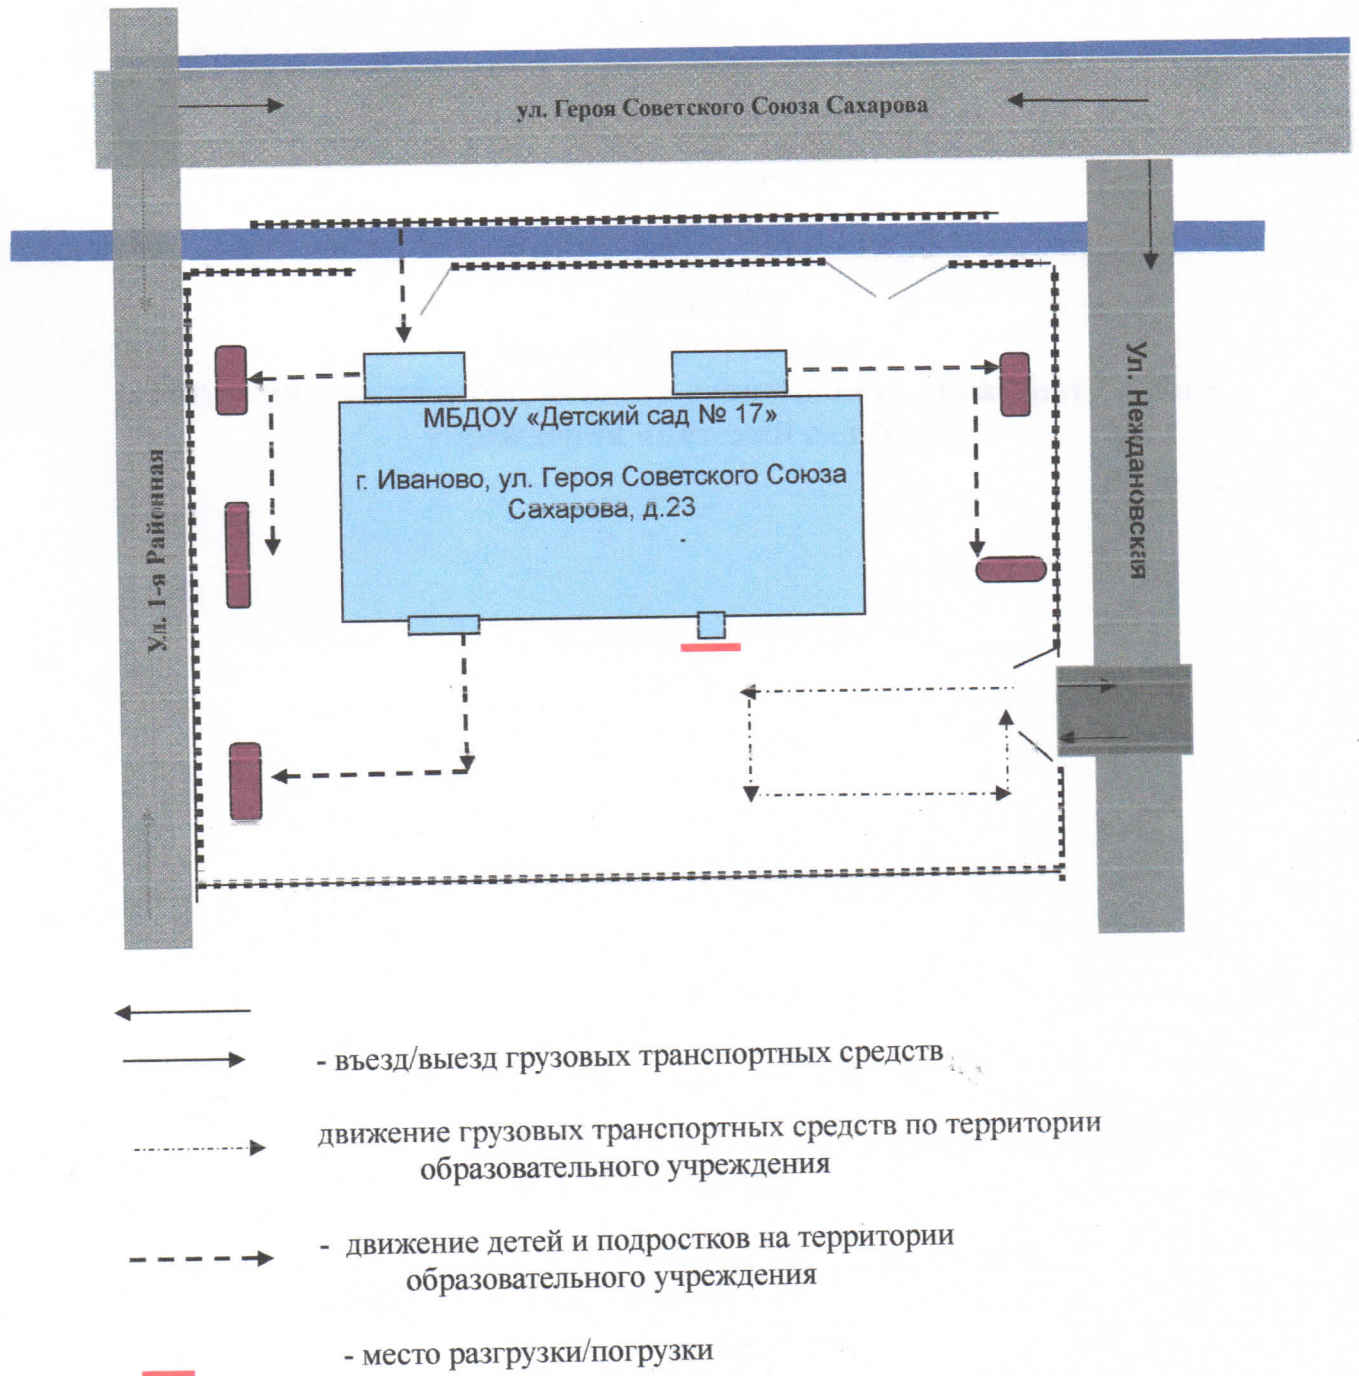 ул. Героя Советского Союза Сахарова
Ул. 1-я Районная
МБДОУ «Детский сад № 17»
г. Иваново, ул. Героя Советского Союза
Сахарова, д.23
Ул. Неждановская
- въезд/выезд грузовых транспортных средств
движение грузовых транспортных средств по территории
образовательного учреждения
- движение детей и подростков на территории
образовательного учреждения
- место разгрузки/погрузки